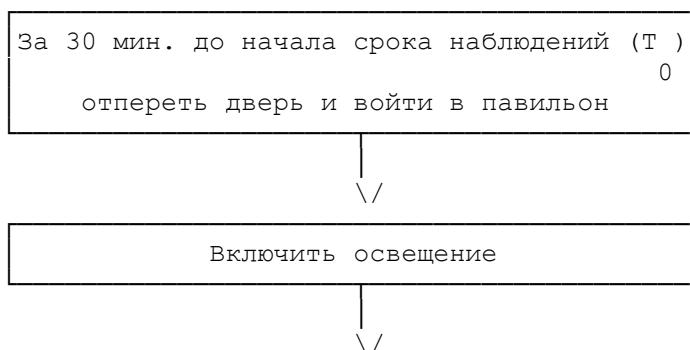 За 30 мин. до начала срока наблюдений (Т )
0
отпереть дверь и войти в павильон
\/
Включить освещение
\/